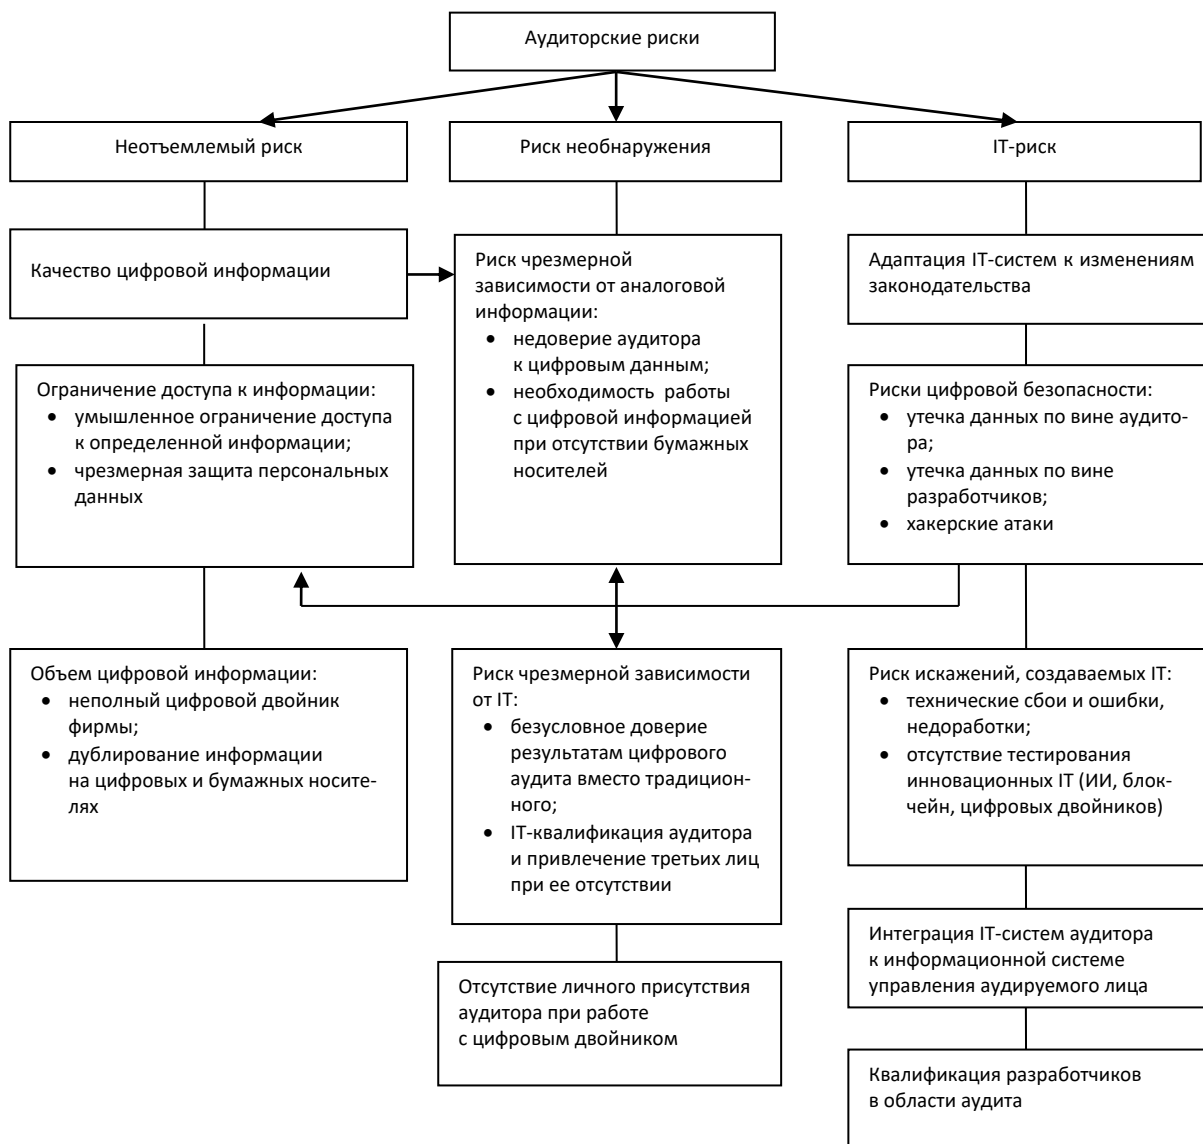 Аудиторские риски
Неотъемлемый риск
Риск необнаружения
IT-риск
Качество цифровой информации
Риск чрезмерной
зависимости от аналоговой
информации:
• недоверие аудитора
к цифровым данным;
• необходимость работы
с цифровой информацией
при отсутствии бумажных
носителей
Адаптация IT-систем к изменениям
законодательства
Ограничение доступа к информации:
• умышленное ограничение доступа
к определенной информации;
• чрезмерная защита персональных
данных
Риски цифровой безопасности:
• утечка данных по вине аудито-
ра;
• утечка данных по вине
разработчиков;
• хакерские атаки
Объем цифровой информации:
• неполный цифровой двойник
фирмы;
• дублирование информации
на цифровых и бумажных носите-
лях
Риск чрезмерной зависимости
от IT:
• безусловное доверие
результатам цифрового
аудита вместо традицион-
ного;
• IT-квалификация аудитора
и привлечение третьих лиц
при ее отсутствии
Риск искажений, создаваемых IT:
• технические сбои и ошибки,
недоработки;
• отсутствие тестирования
инновационных IT (ИИ, блок-
чейн, цифровых двойников)
Отсутствие личного присутствия
аудитора при работе
с цифровым двойником
Интеграция IT-систем аудитора
к информационной системе
управления аудируемого лица
Квалификация разработчиков
в области аудита